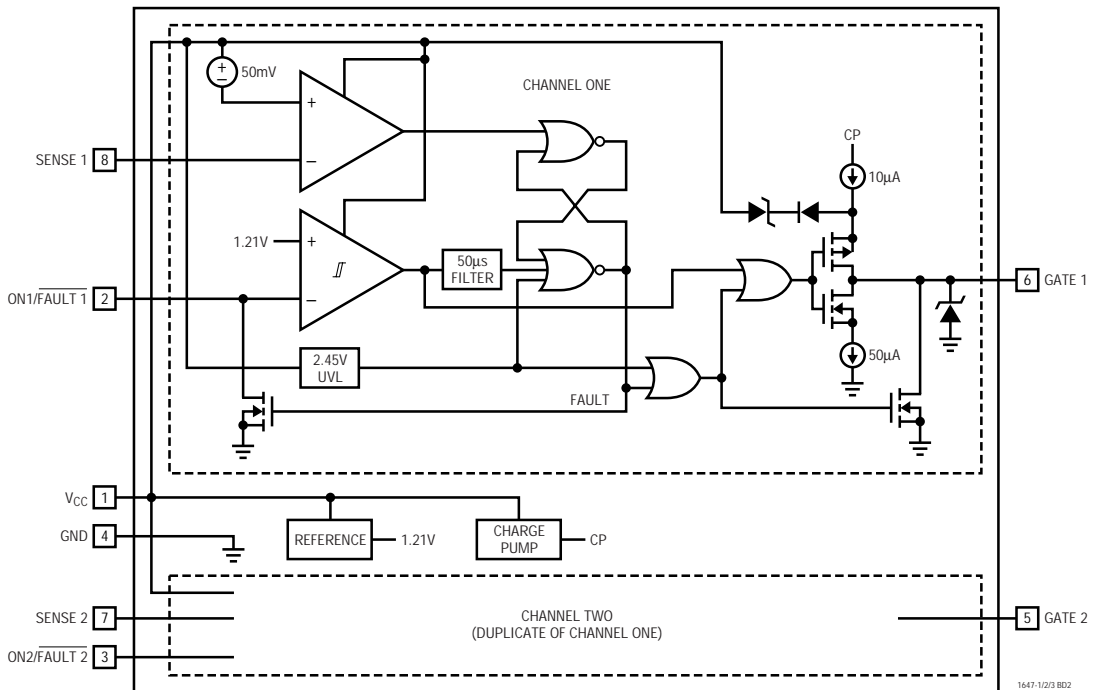 50mV
+
−
+
−
CHANNEL ONE
CP
10µA
SENSE 1 8
1.21V
+
−
50µs
FILTER
ON1/FAULT 1 2
6 GATE 1
2.45V
UVL
50µA
FAULT
VCC 1
GND 4
REFERENCE
1.21V
CHARGE
PUMP
CP
SENSE 2 7
CHANNEL TWO
(DUPLICATE OF CHANNEL ONE)
5 GATE 2
ON2/FAULT 2 3
1647-1/2/3 BD2